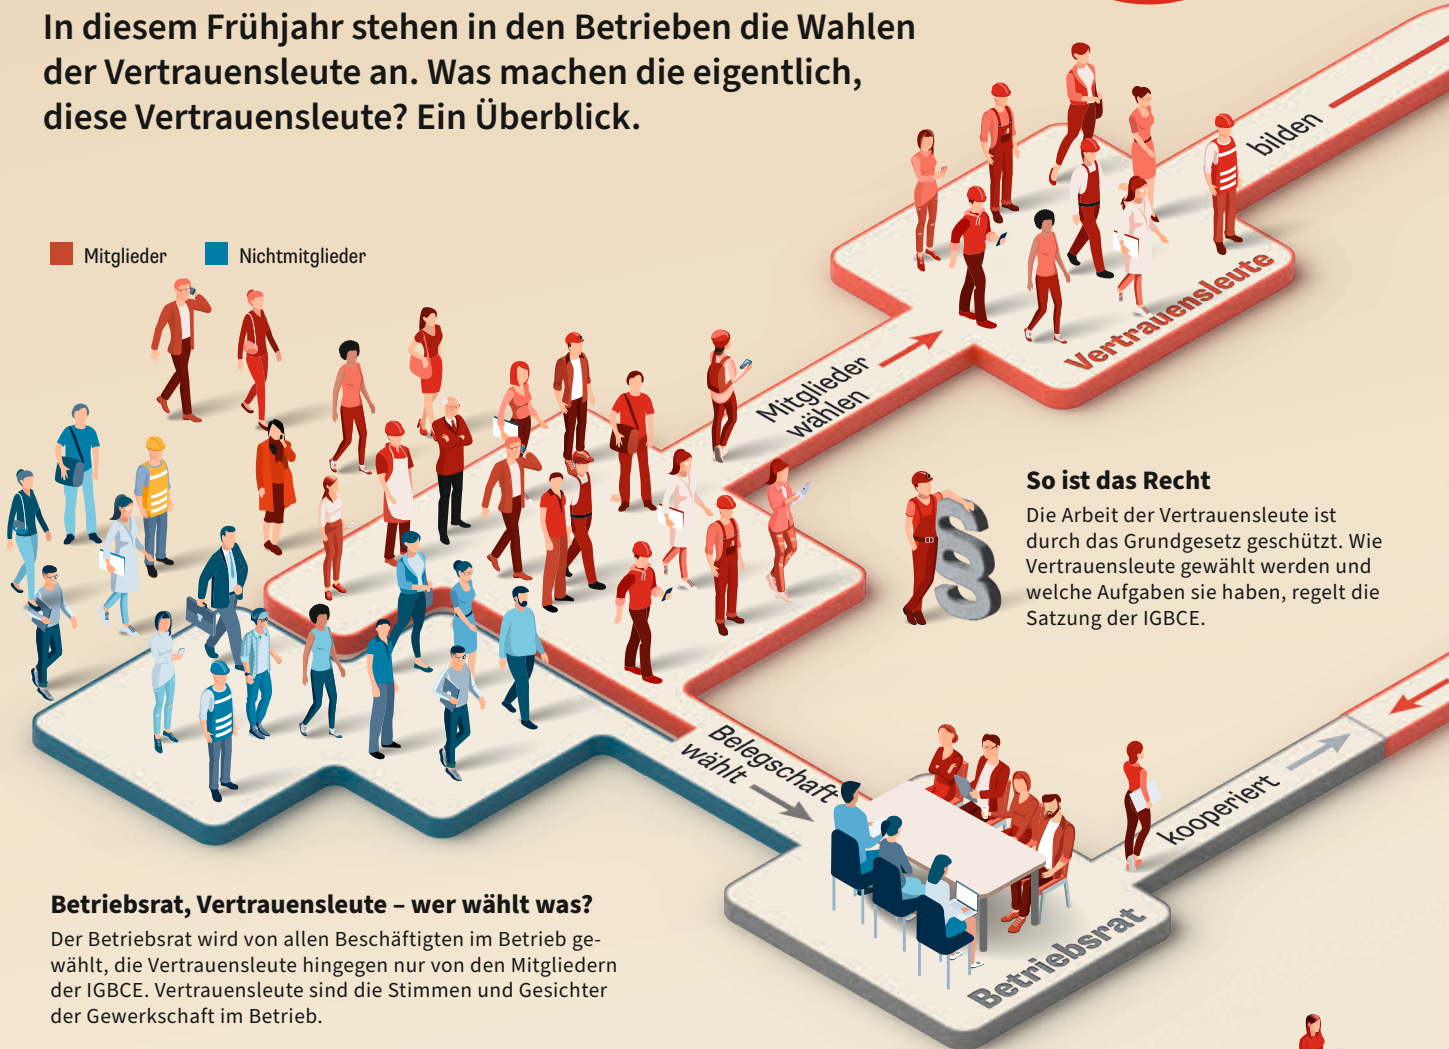 In diesem Frühjahr stehen in den Betrieben die Wahlen
der Vertrauensleute an. Was machen die eigentlich,
diese Vertrauensleute? Ein Überblick.
Mitglieder
Nichtmitglieder
bilden
Vertrauensleute
Mitglieder
wählen
So ist das Recht
Die Arbeit der Vertrauensleute ist
durch das Grundgesetz geschützt. Wie
Vertrauensleute gewählt werden und
welche Aufgaben sie haben, regelt die
Satzung der IGBCE.
§
Belegschaft
wählt
kooperiert
Betriebsrat
Betriebsrat, Vertrauensleute – wer wählt was?
Der Betriebsrat wird von allen Beschäftigten im Betrieb ge-
wählt, die Vertrauensleute hingegen nur von den Mitgliedern
der IGBCE. Vertrauensleute sind die Stimmen und Gesichter
der Gewerkschaft im Betrieb.